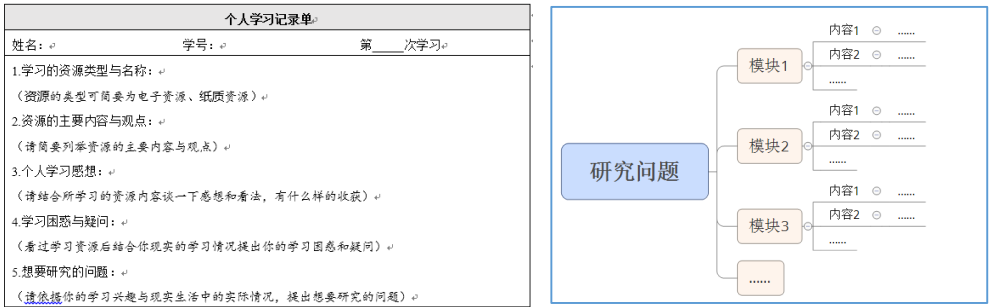 个人学习记录单
姓名： 学号： 第_____次学习
1.学习的资源类型与名称：
（资源的类型可简要为电子资源、纸质资源）
2.资源的主要内容与观点：
（请简要列举资源的主要内容与观点）
3.个人学习感想：
（请结合所学习的资源内容谈一下感想和看法，有什么样的收获）
4.学习困惑与疑问：
（看过学习资源后结合你现实的学习情况提出你的学习困惑和疑问）
5.想要研究的问题：
（请依据你的学习兴趣与现实生活中的实际情况，提出想要研究的问题）
研究问题
模块1
内容1 ……
内容2 ……
……
模块2
内容1 ……
内容2 ……
……
模块3
内容1 ……
内容2 ……
……
……